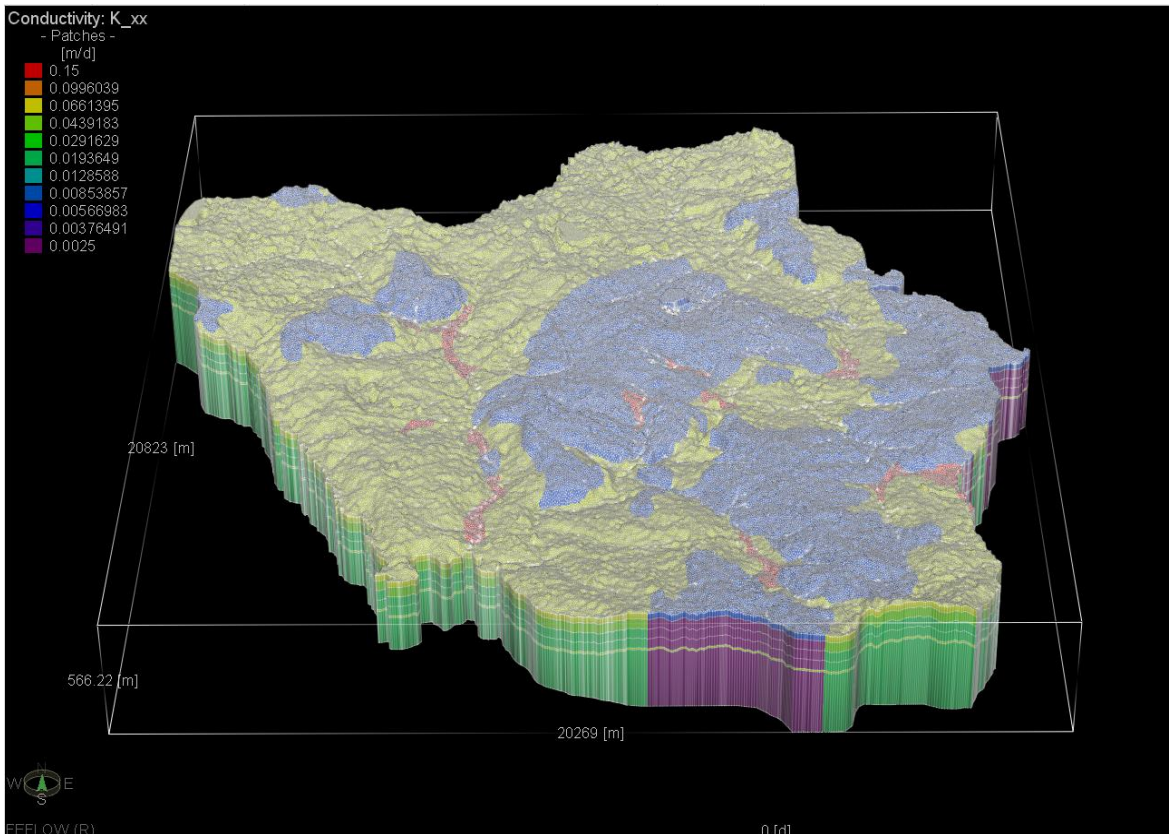 Conductivity: K_xx
- Patches -
[m/d]
0.15
0.0996039
0.0661395
0.0439183
0.0291629
0.0193649
0.0128588
0.00853857
0.00566983
0.00376491
0.0025
20823 [m]
566.22 [m]
20269 [m]
N
W E
S
FEFLOW (R)
0 [d]